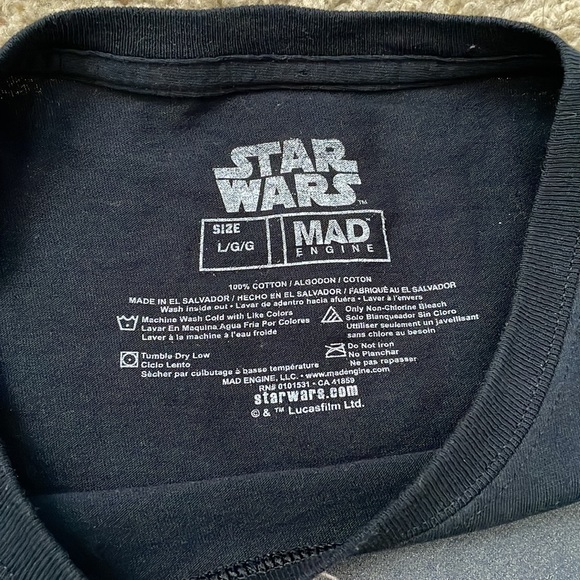 STAR
WARS™
SIZE
L/G/G
MAD
ENGINE™
100% COTTON / ALGODON / COTON
MADE IN EL SALVADOR / HECHO EN EL SALVADOR / FABRIQUÉ AU EL SALVADOR
Wash inside out • Lavar de adentro hacia afuéra • Laver à l'envers
Machine Wash Cold with Like Colors
Lavar En Maquina Agua Fria Por Colores
Laver à la machine à l'eau froide
Only Non-Chlorine Bleach
Solo Blanqueador Sin Cloro
Utiliser seulement un javellisant
sans chlore au besoin
Tumble Dry Low
Ciclo Lento
Sécher par culbutage à basse température
Do Not Iron
No Planchar
Ne pas repasser
MAD ENGINE, LLC. • www.madengine.com
RN# 0101531 • CA 41859
starwars.com
© & ™ Lucasfilm Ltd.